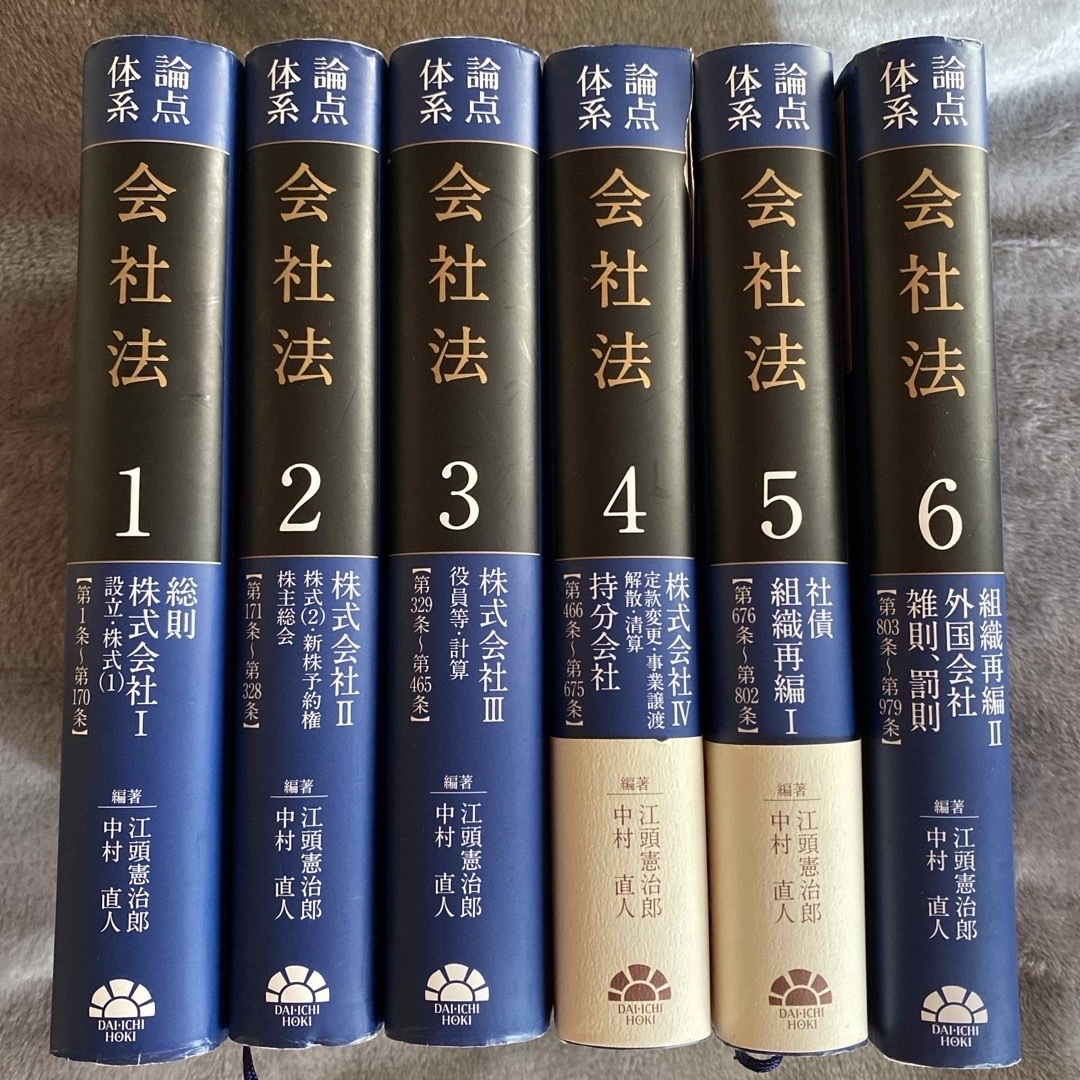 論点
体系
会社法
1
総則
株式会社Ⅰ
設立・株式(1)
【第1条〜第170条】
編著
江頭憲治郎
中村 直人
DAI-ICHI
HOKI
論点
体系
会社法
2
株式会社Ⅱ
株式(2)・新株予約権
株主総会
【第171条〜第328条】
編著
江頭憲治郎
中村 直人
DAI-ICHI
HOKI
論点
体系
会社法
3
株式会社Ⅲ
役員等・計算
【第329条〜第465条】
編著
江頭憲治郎
中村 直人
DAI-ICHI
HOKI
論点
体系
会社法
4
株式会社Ⅳ
定款変更・事業譲渡
解散・清算
持分会社
【第466条〜第675条】
編著
江頭憲治郎
中村 直人
DAI-ICHI
HOKI
論点
体系
会社法
5
社債
組織再編Ⅰ
【第676条〜第802条】
編著
江頭憲治郎
中村 直人
DAI-ICHI
HOKI
論点
体系
会社法
6
組織再編Ⅱ
外国会社
雑則、罰則
【第803条〜第979条】
編著
江頭憲治郎
中村 直人
DAI-ICHI
HOKI